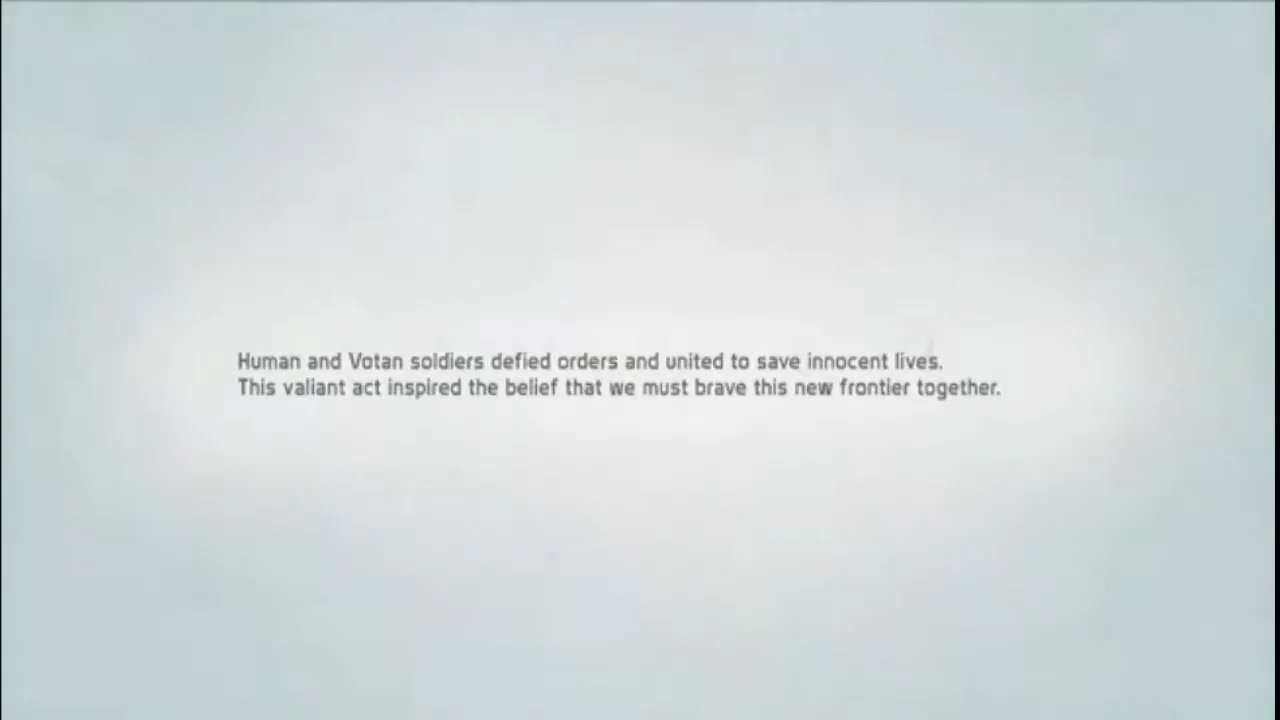 Human and Votan soldiers defied orders and united to save innocent lives.
This valiant act inspired the belief that we must brave this new frontier together.